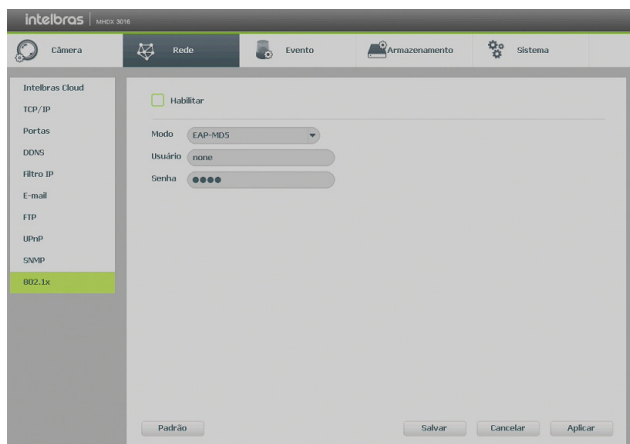 intelbras | MHDX 3016
Câmera Rede Evento Armazenamento Sistema
Intelbras Cloud
TCP/IP
Portas
DDNS
Filtro IP
E-mail
FTP
UPnP
SNMP
802.1x
Habilitar
Modo EAP-MD5
Usuário none
Senha ●●●●
Padrão Salvar Cancelar Aplicar